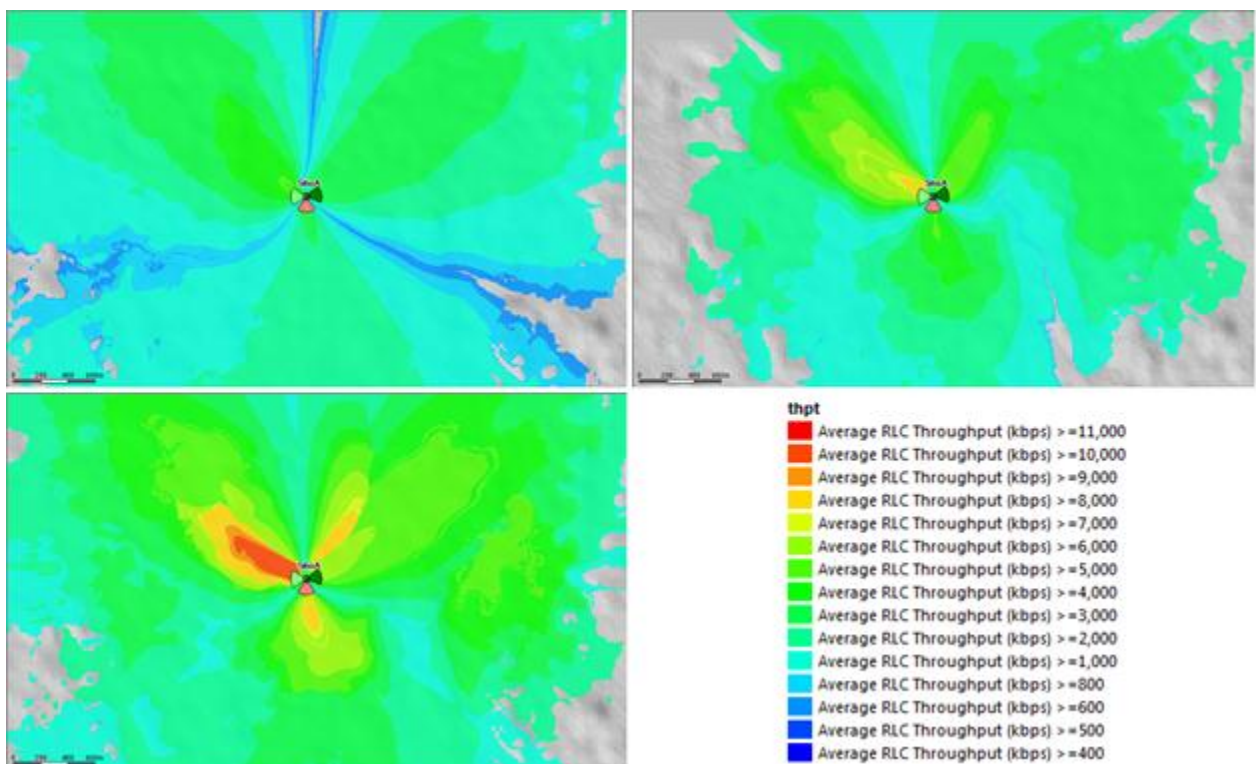 SiteA
SiteA
SiteA
thpt
Average RLC Throughput (kbps) >=11,000
Average RLC Throughput (kbps) >=10,000
Average RLC Throughput (kbps) >=9,000
Average RLC Throughput (kbps) >=8,000
Average RLC Throughput (kbps) >=7,000
Average RLC Throughput (kbps) >=6,000
Average RLC Throughput (kbps) >=5,000
Average RLC Throughput (kbps) >=4,000
Average RLC Throughput (kbps) >=3,000
Average RLC Throughput (kbps) >=2,000
Average RLC Throughput (kbps) >=1,000
Average RLC Throughput (kbps) >=800
Average RLC Throughput (kbps) >=600
Average RLC Throughput (kbps) >=500
Average RLC Throughput (kbps) >=400